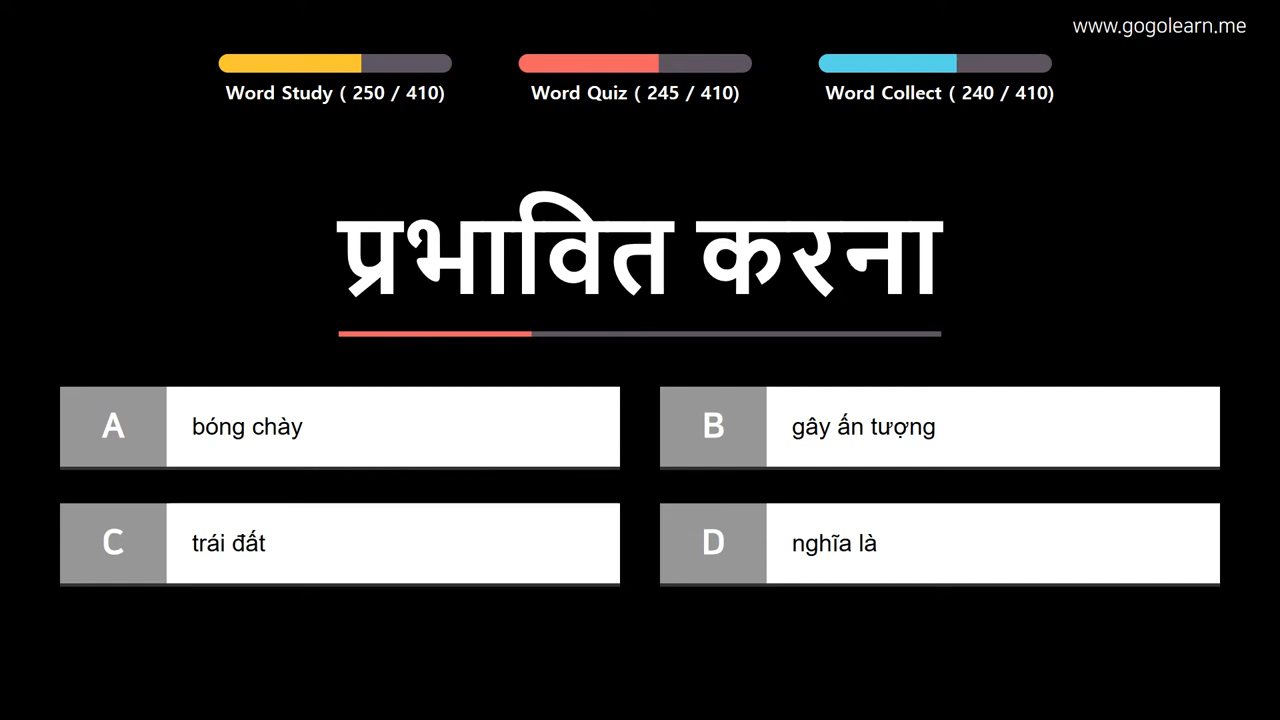 www.gogolearn.me
Word Study ( 250 / 410)
Word Quiz ( 245 / 410)
Word Collect ( 240 / 410)
प्रभावित करना
A bóng chày
B gây ấn tượng
C trái đất
D nghĩa là